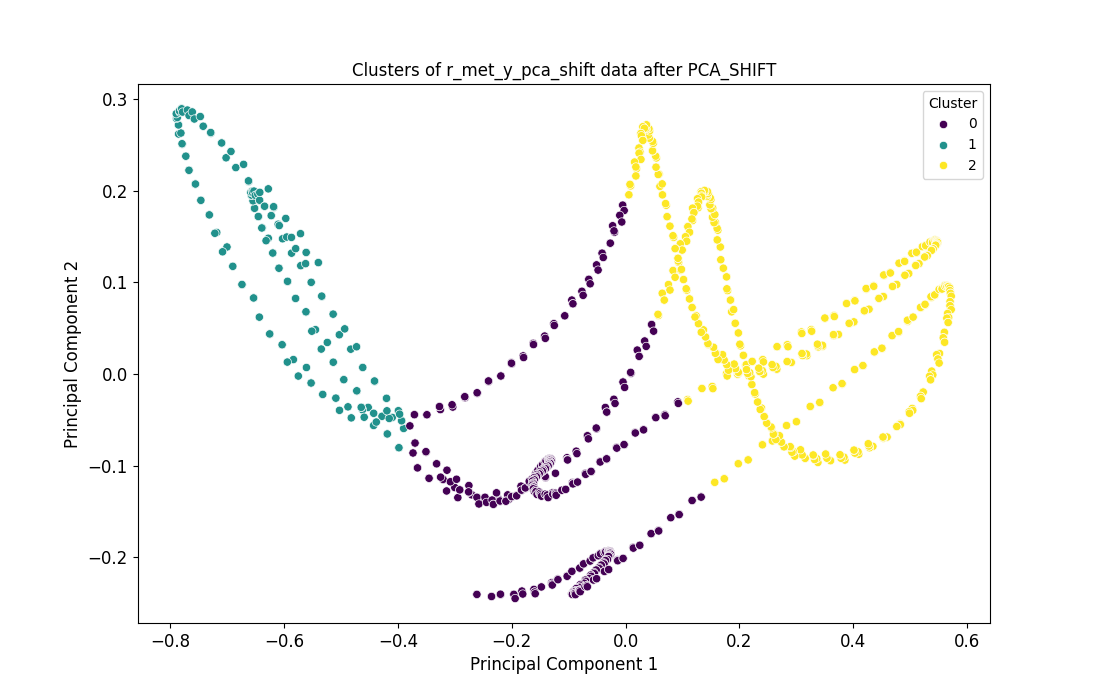 Clusters of r_met_y_pca_shift data after PCA_SHIFT
Cluster
0
1
2
0.3
0.2
0.1
0.0
−0.1
−0.2
Principal Component 2
−0.8 −0.6 −0.4 −0.2 0.0 0.2 0.4 0.6
Principal Component 1